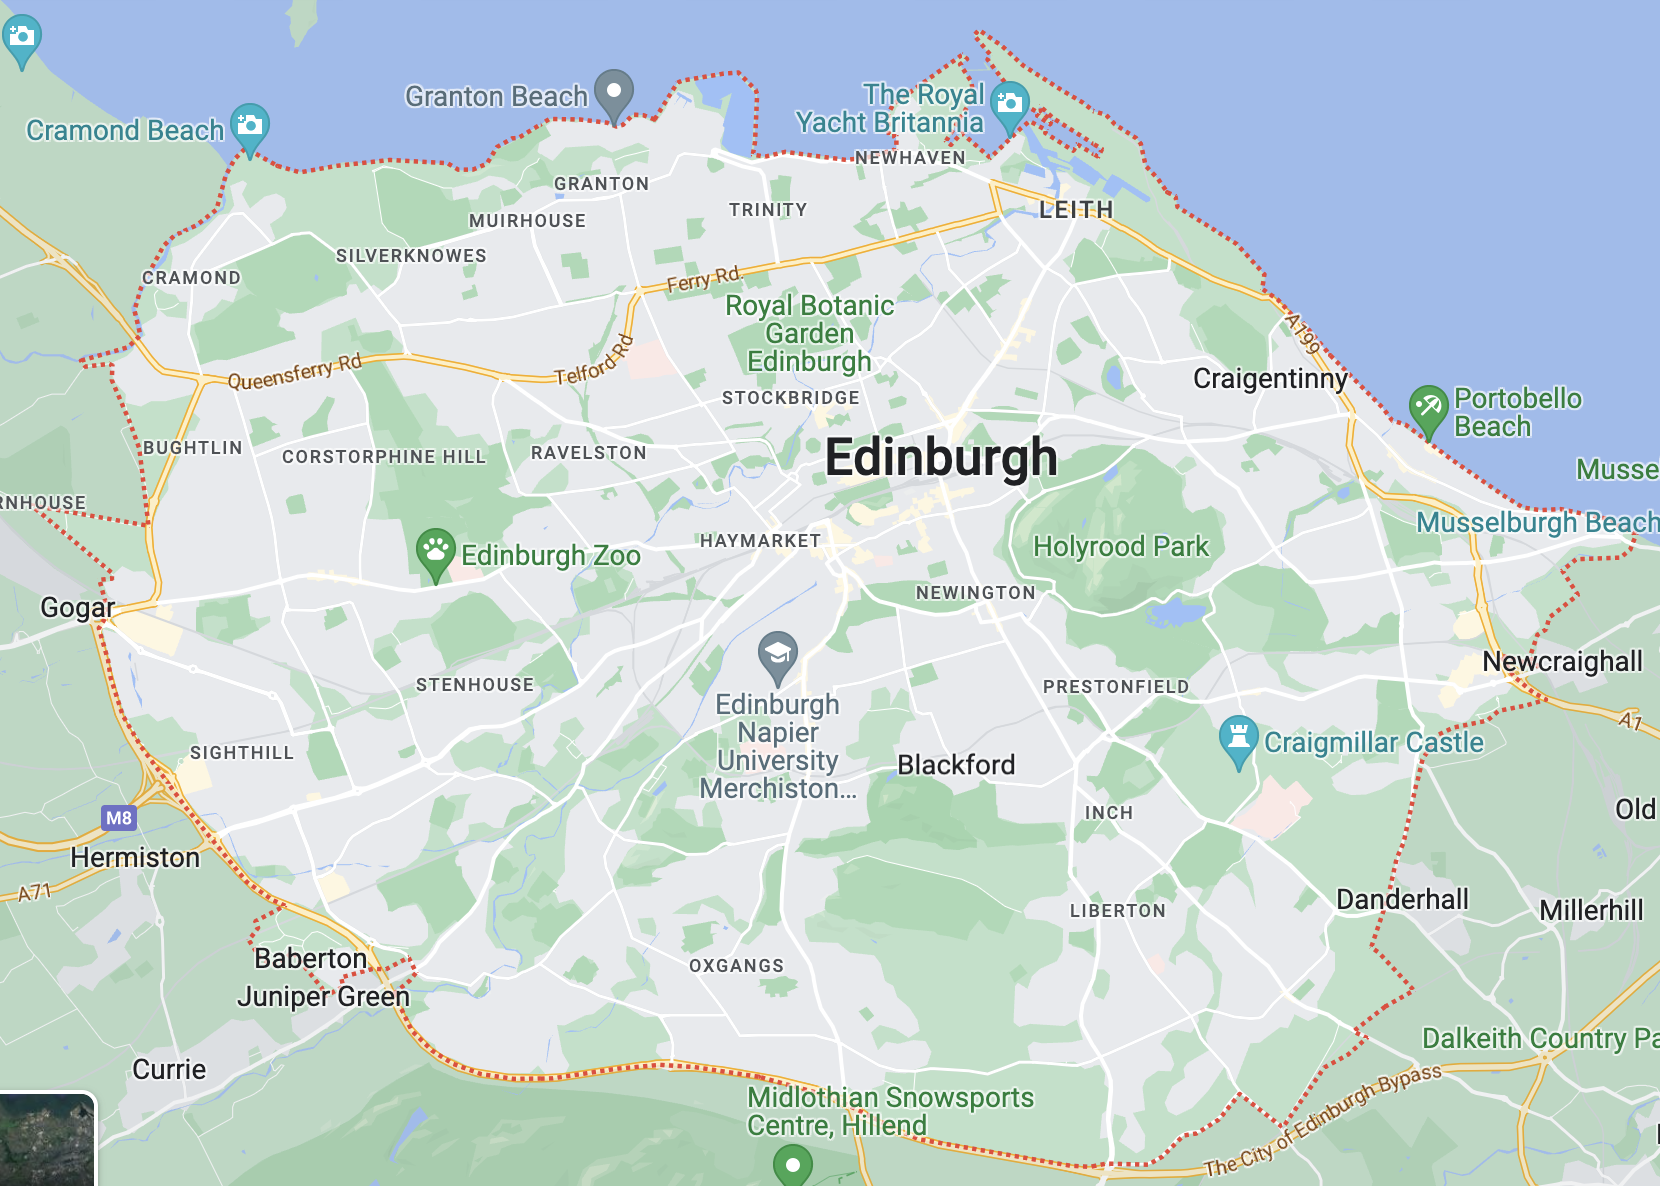 Granton Beach
The Royal
Yacht Britannia
Cramond Beach
NEWHAVEN
GRANTON
TRINITY
LEITH
MUIRHOUSE
SILVERKNOWES
CRAMOND
Ferry Rd.
Royal Botanic
Garden
Edinburgh
A199
Queensferry Rd
Telford Rd
Craigentinny
STOCKBRIDGE
Portobello
Beach
BUGHTLIN
CORSTORPHINE HILL
RAVELSTON
Edinburgh
Mussel
RNHOUSE
Musselburgh Beach
HAYMARKET
Holyrood Park
Edinburgh Zoo
NEWINGTON
Gogar
Newcraighall
STENHOUSE
PRESTONFIELD
Edinburgh
Napier
University
Merchiston...
A1
SIGHTHILL
Craigmillar Castle
Blackford
M8
INCH
Old
Hermiston
A71
Danderhall
Millerhill
LIBERTON
Baberton
OXGANGS
Juniper Green
Dalkeith Country Pa
Currie
Midlothian Snowsports
Centre, Hillend
The City of Edinburgh Bypass